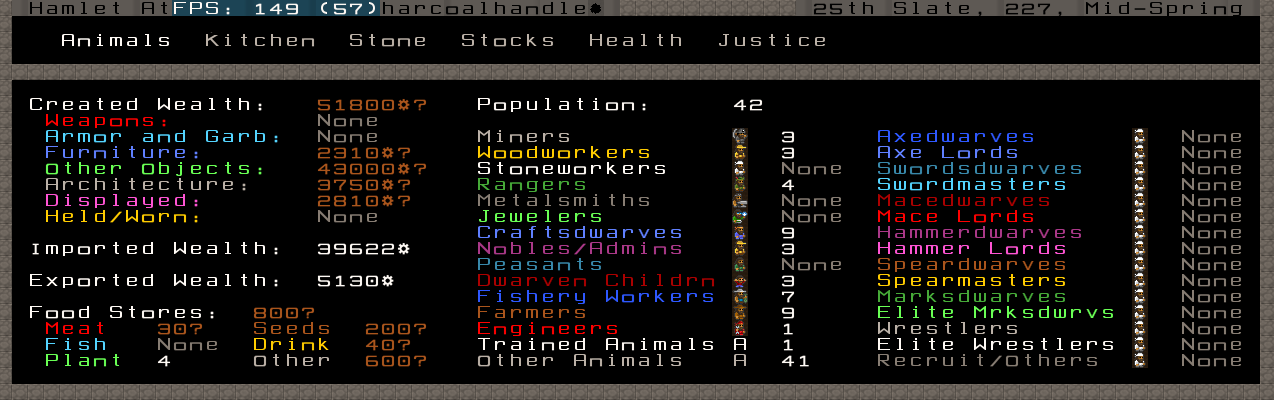 Hamlet At FPS: 149 (57) harcoalhandle 25th Slate, 227, Mid-Spring
Animals Kitchen Stone Stocks Health Justice
Created Wealth: 51800☼? Population: 42
Weapons: None
Armor and Garb: None Miners 3 Axedwarves None
Furniture: 2310☼? Woodworkers 3 Axe Lords None
Other Objects: 43000☼? Stoneworkers None Swordsdwarves None
Architecture: 3750☼? Rangers 4 Swordmasters None
Displayed: 2810☼? Metalsmiths None Macedwarves None
Held/Worn: None Jewelers None Mace Lords None
Craftsdwarves 9 Hammerdwarves None
Imported Wealth: 39622☼ Nobles/Admins 3 Hammer Lords None
Peasants None Speardwarves None
Exported Wealth: 5130☼ Dwarven Childrn 3 Spearmasters None
Fishery Workers 7 Marksdwarves None
Food Stores: 800? Farmers 9 Elite Mrksdwrvs None
Meat 30? Seeds 200? Engineers 1 Wrestlers None
Fish None Drink 40? Trained Animals A 1 Elite Wrestlers None
Plant 4 Other 600? Other Animals A 41 Recruit/Others None